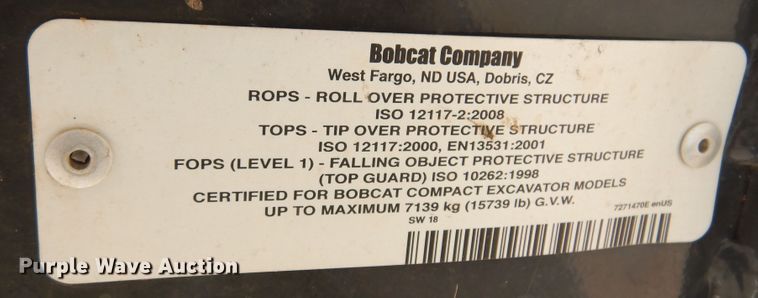 Bobcat Company
West Fargo, ND USA, Dobris, CZ
ROPS - ROLL OVER PROTECTIVE STRUCTURE
ISO 12117-2:2008
TOPS - TIP OVER PROTECTIVE STRUCTURE
ISO 12117:2000, EN13531:2001
FOPS (LEVEL 1) - FALLING OBJECT PROTECTIVE STRUCTURE
(TOP GUARD) ISO 10262:1998
CERTIFIED FOR BOBCAT COMPACT EXCAVATOR MODELS
UP TO MAXIMUM 7139 kg (15739 lb) G.V.W.
SW 18
7271470E enUS
Purple Wave Auction